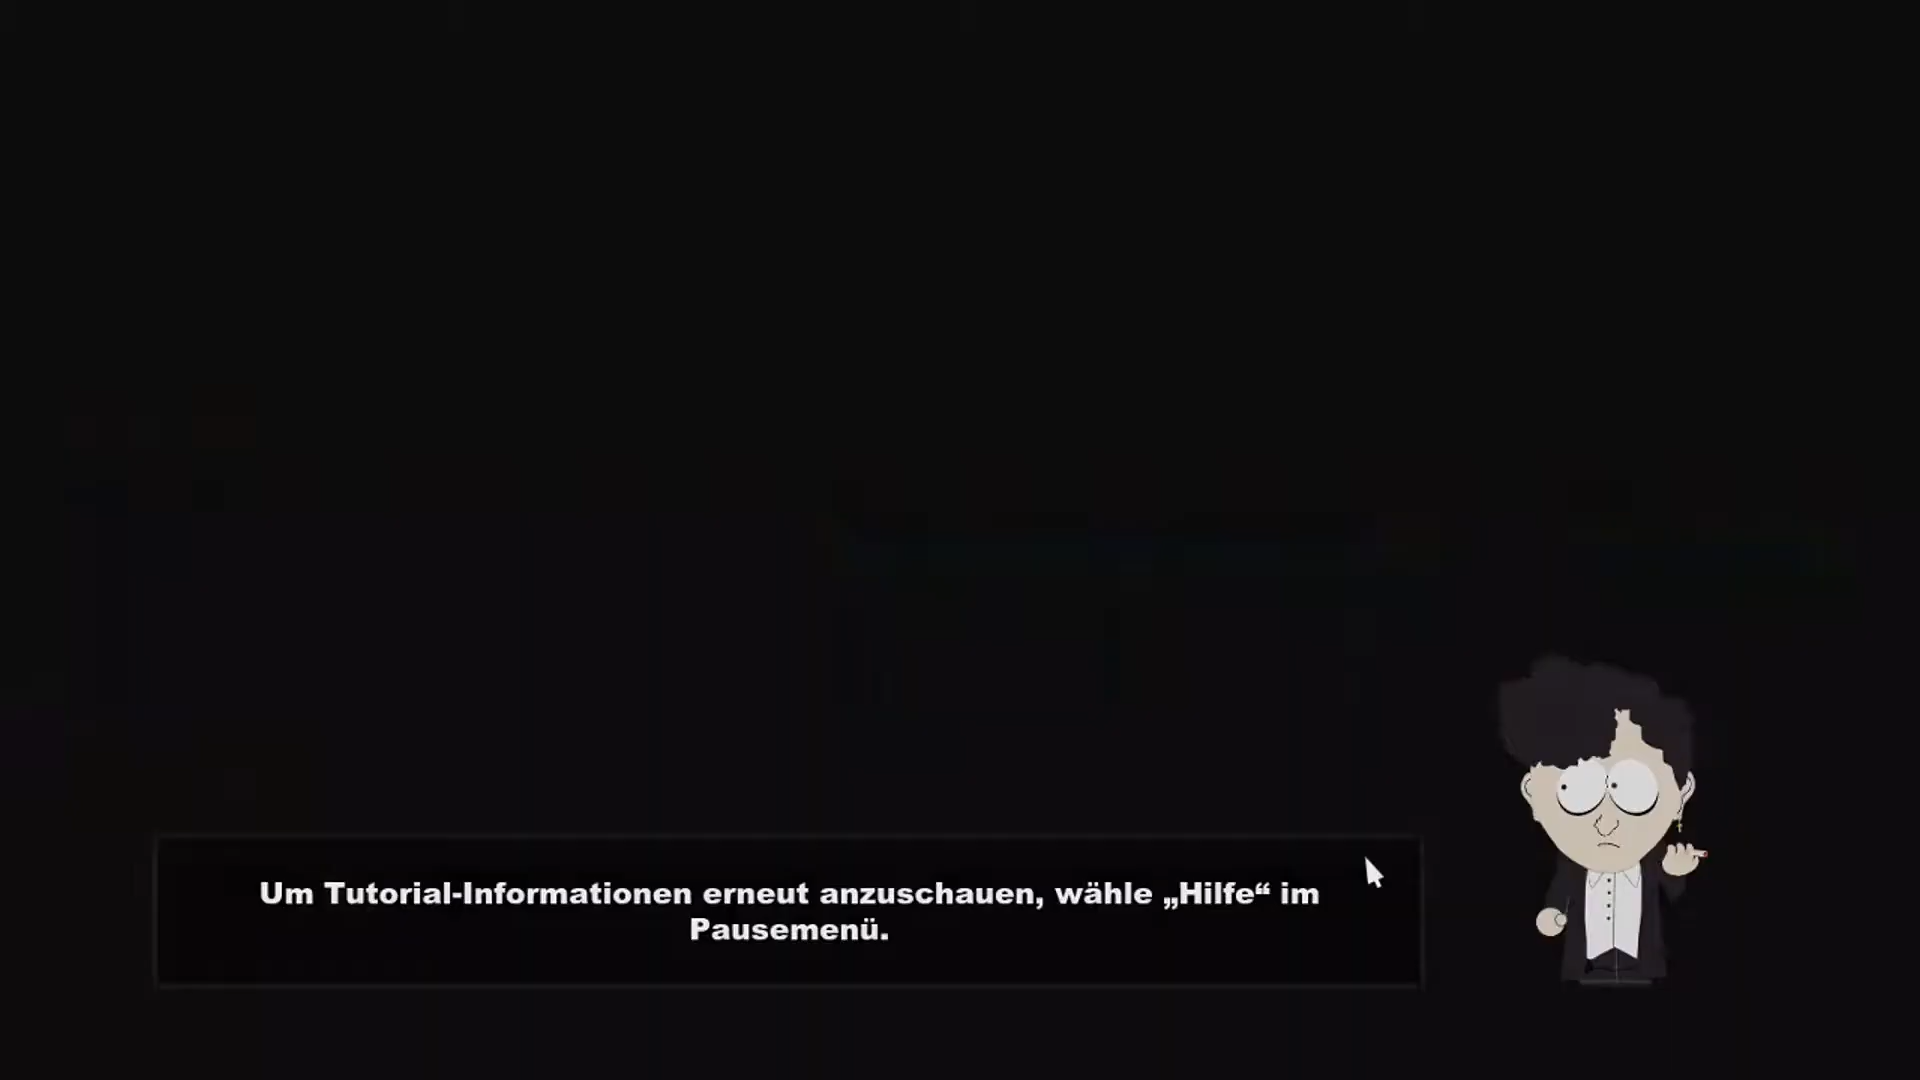 Um Tutorial-Informationen erneut anzuschauen, wähle „Hilfe“ im
Pausemenü.